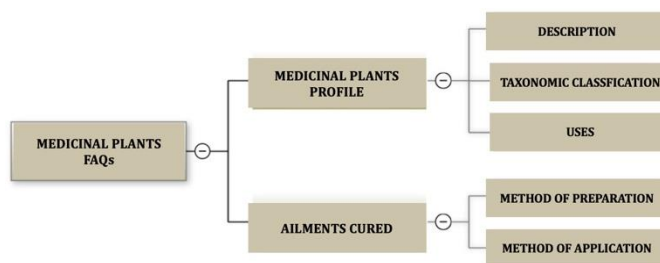 MEDICINAL PLANTS
FAQs
MEDICINAL PLANTS
PROFILE
DESCRIPTION
TAXONOMIC CLASSFICATION
USES
AILMENTS CURED
METHOD OF PREPARATION
METHOD OF APPLICATION